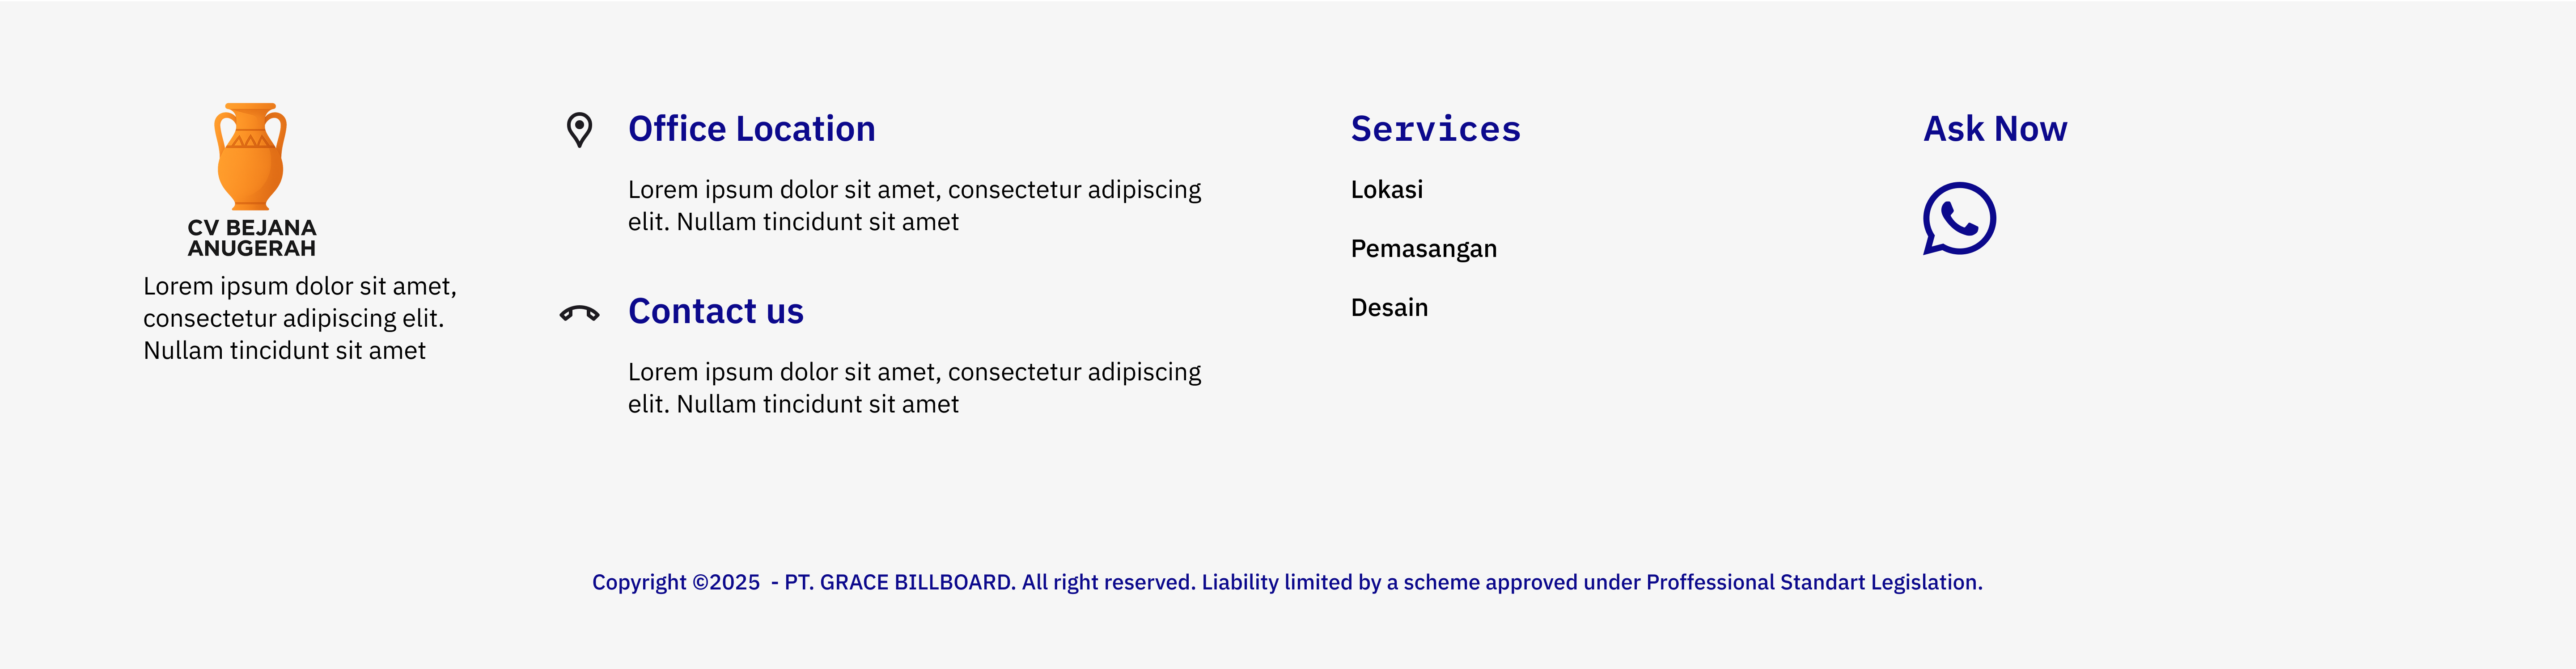 CV BEJANA
ANUGERAH
Lorem ipsum dolor sit amet,
consectetur adipiscing elit.
Nullam tincidunt sit amet
Office Location
Lorem ipsum dolor sit amet, consectetur adipiscing
elit. Nullam tincidunt sit amet
Contact us
Lorem ipsum dolor sit amet, consectetur adipiscing
elit. Nullam tincidunt sit amet
Services
Lokasi
Pemasangan
Desain
Ask Now
Copyright ©2025  - PT. GRACE BILLBOARD. All right reserved. Liability limited by a scheme approved under Proffessional Standart Legislation.